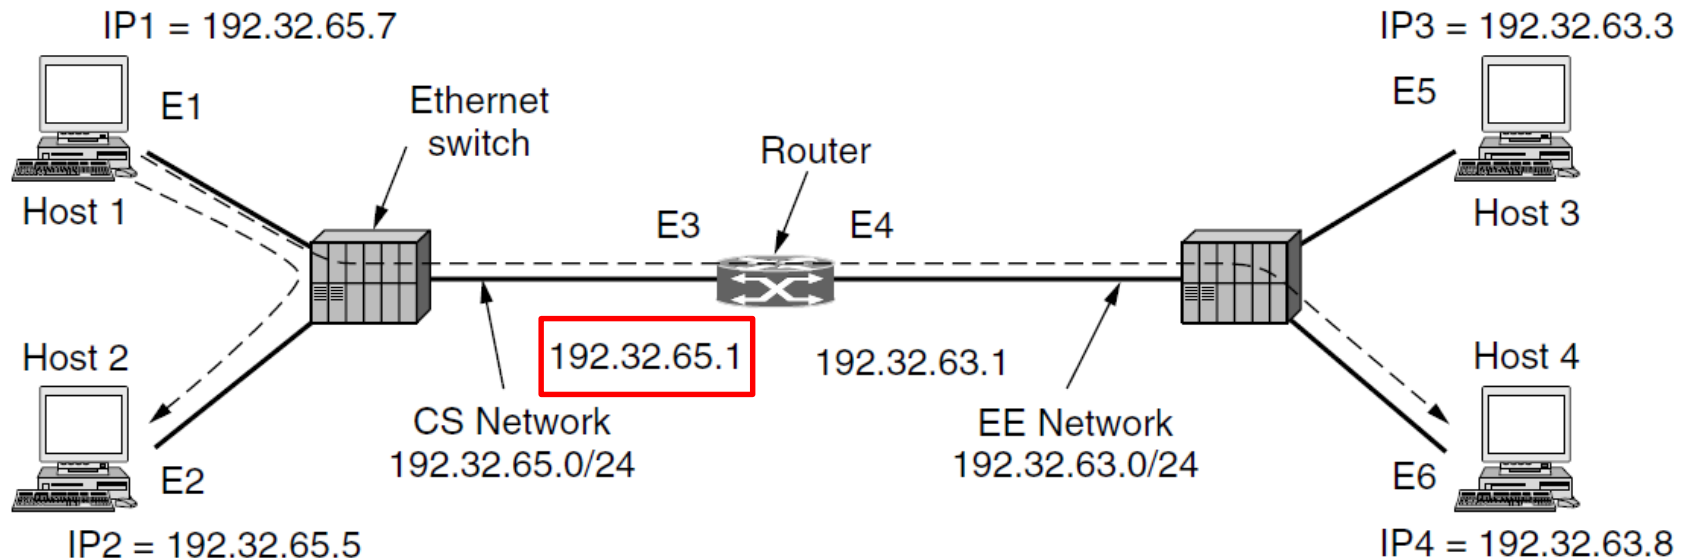 IP1 = 192.32.65.7
IP3 = 192.32.63.3
E1
Ethernet
switch
Router
E5
Host 1
E3
E4
Host 3
Host 2
192.32.65.1
192.32.63.1
Host 4
CS Network
192.32.65.0/24
EE Network
192.32.63.0/24
E2
E6
IP2 = 192.32.65.5
IP4 = 192.32.63.8